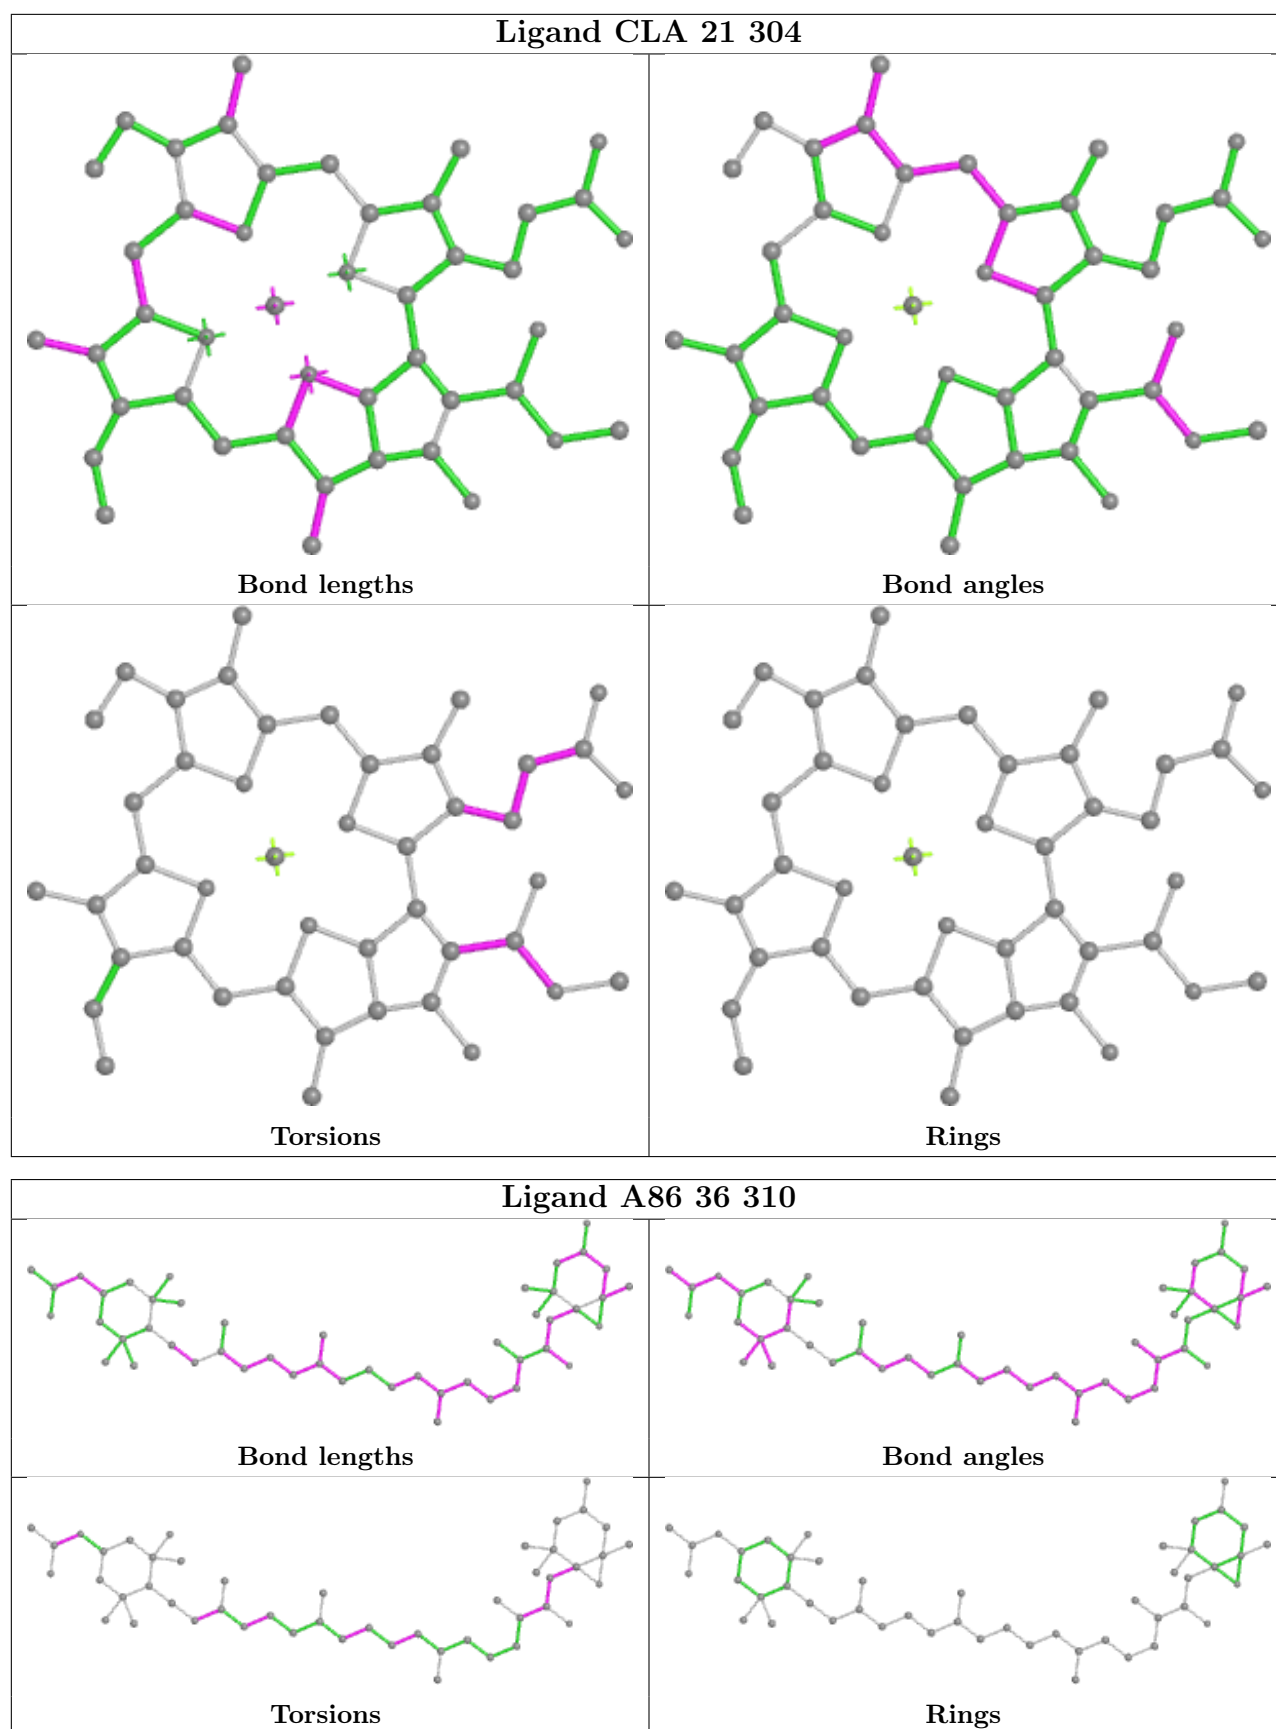 Ligand CLA 21 304
Bond lengths
Bond angles
Torsions
Rings
Ligand A86 36 310
Bond lengths
Bond angles
Torsions
Rings